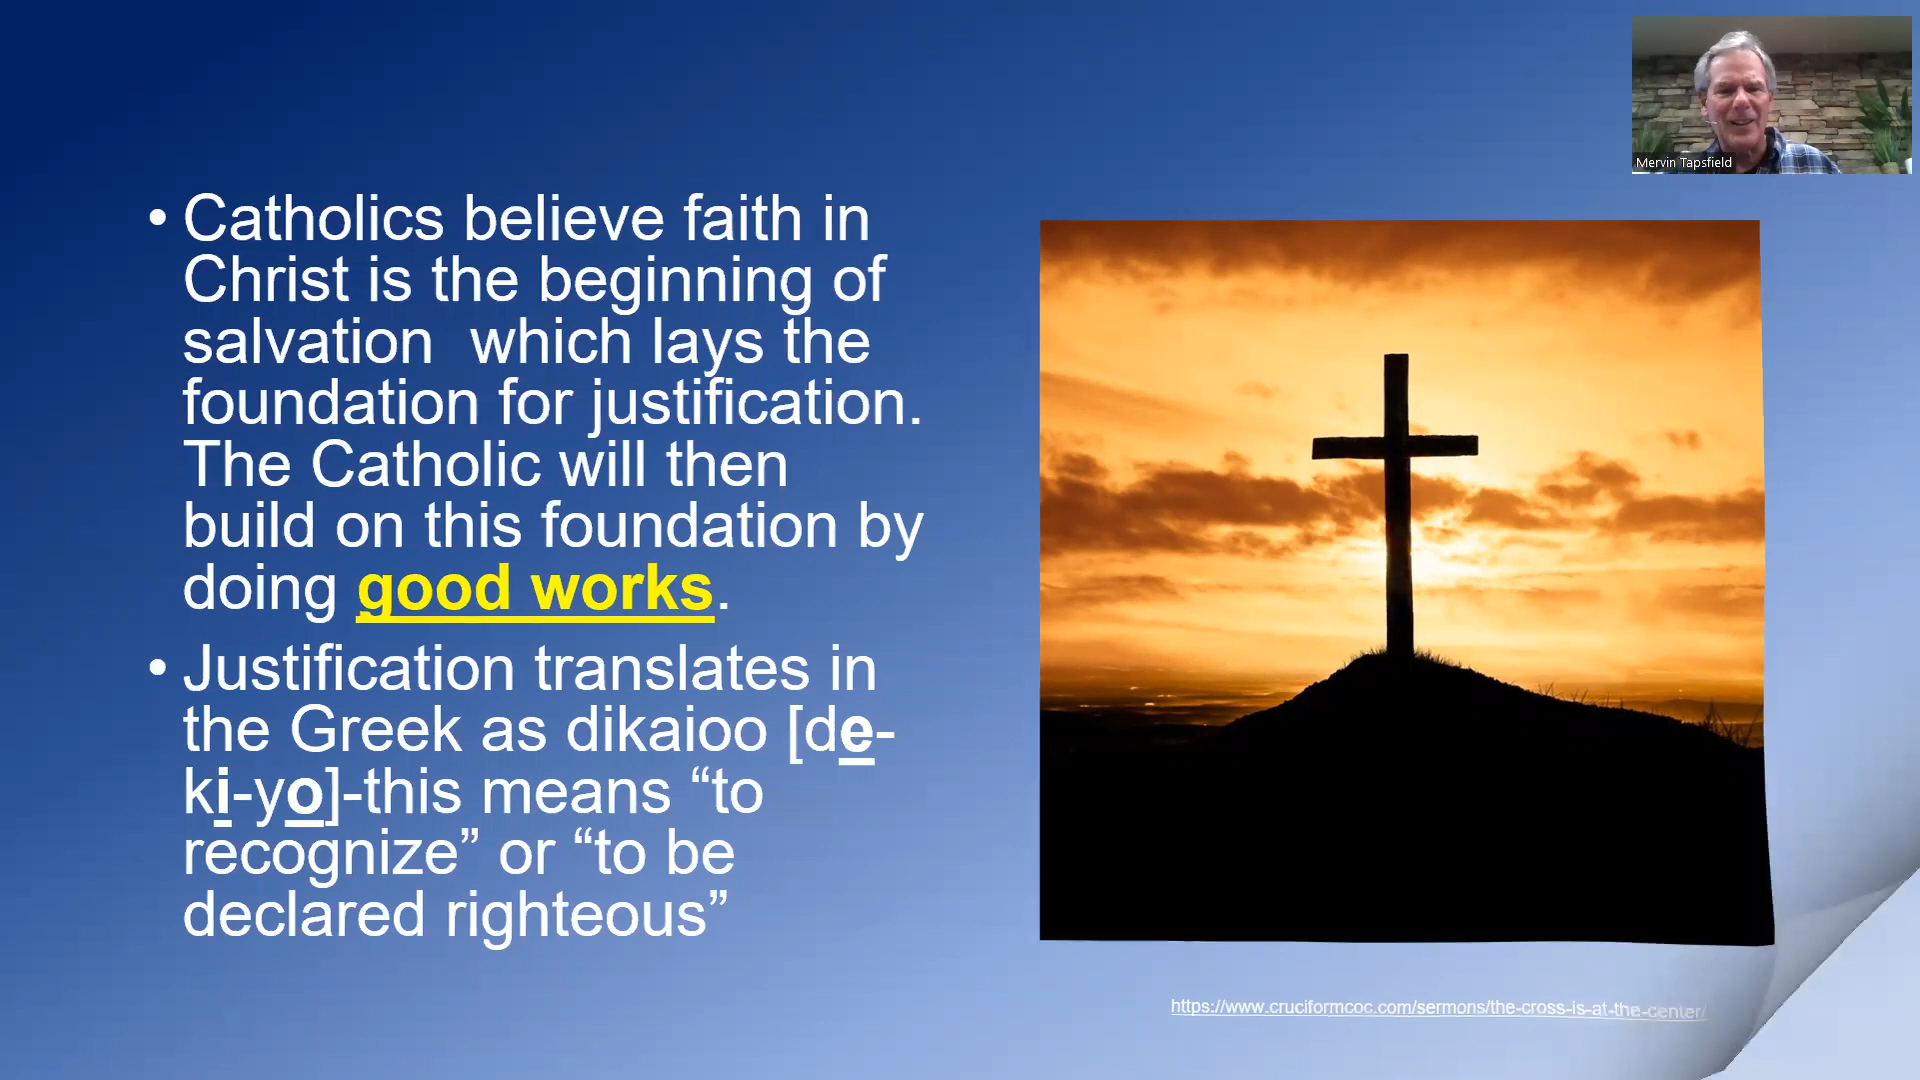 Mervin Tapsfield
• Catholics believe faith in
Christ is the beginning of
salvation  which lays the
foundation for justification.
The Catholic will then
build on this foundation by
doing good works.
• Justification translates in
the Greek as dikaioo [de-
ki-yo]-this means “to
recognize” or “to be
declared righteous”
https://www.cruciformcoc.com/sermons/the-cross-is-at-the-center/